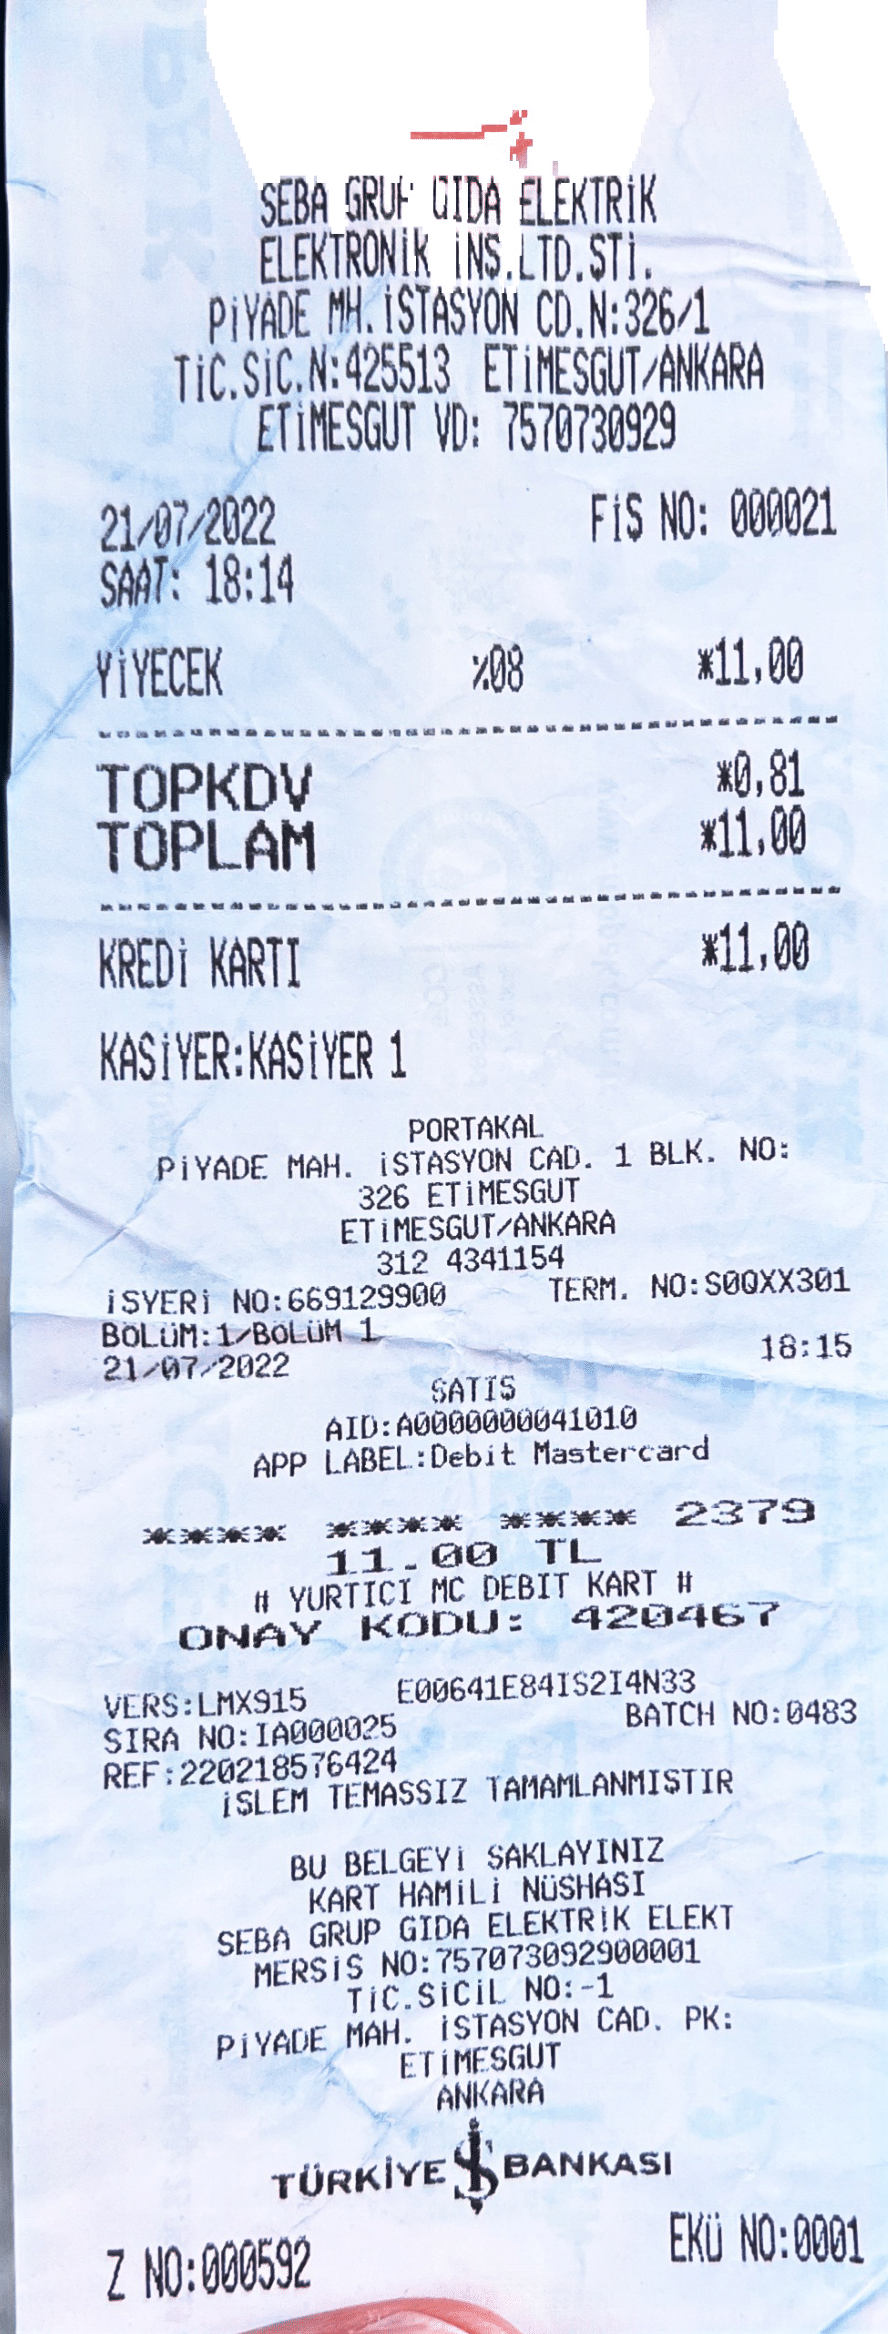 SEBA GRUP GIDA ELEKTRİK
ELEKTRONİK İNS.LTD.STİ.
PİYADE MH.İSTASYON CD.N:326/1
TİC.SİC.N:425513 ETİMESGUT/ANKARA
ETİMESGUT VD: 7570730929
21/07/2022 FİS NO: 000021
SAAT: 18:14
YİYECEK %08 *11,00
TOPKDV *0,81
TOPLAM *11,00
KREDİ KARTI *11,00
KASİYER:KASİYER 1
PORTAKAL
PİYADE MAH. İSTASYON CAD. 1 BLK. NO:
326 ETİMESGUT
ETİMESGUT/ANKARA
312 4341154
İSYERİ NO:669129900 TERM. NO:S0QXX301
BÖLÜM:1/BÖLÜM 1
21/07/2022 18:15
SATIS
AID:A0000000041010
APP LABEL:Debit Mastercard
**** **** **** 2379
11.00 TL
# YURTICI MC DEBIT KART #
ONAY KODU: 420467
VERS:LMX915 E00641E84IS2I4N33
SIRA NO:IA000025 BATCH NO:0483
REF:220218576424
İSLEM TEMASSIZ TAMAMLANMISTIR
BU BELGEYİ SAKLAYINIZ
KART HAMİLİ NÜSHASI
SEBA GRUP GIDA ELEKTRİK ELEKT
MERSİS NO:757073092900001
TİC.SİCİL NO:-1
PİYADE MAH. İSTASYON CAD. PK:
ETİMESGUT
ANKARA
TÜRKİYE İŞ BANKASI
Z NO:000592 EKÜ NO:0001